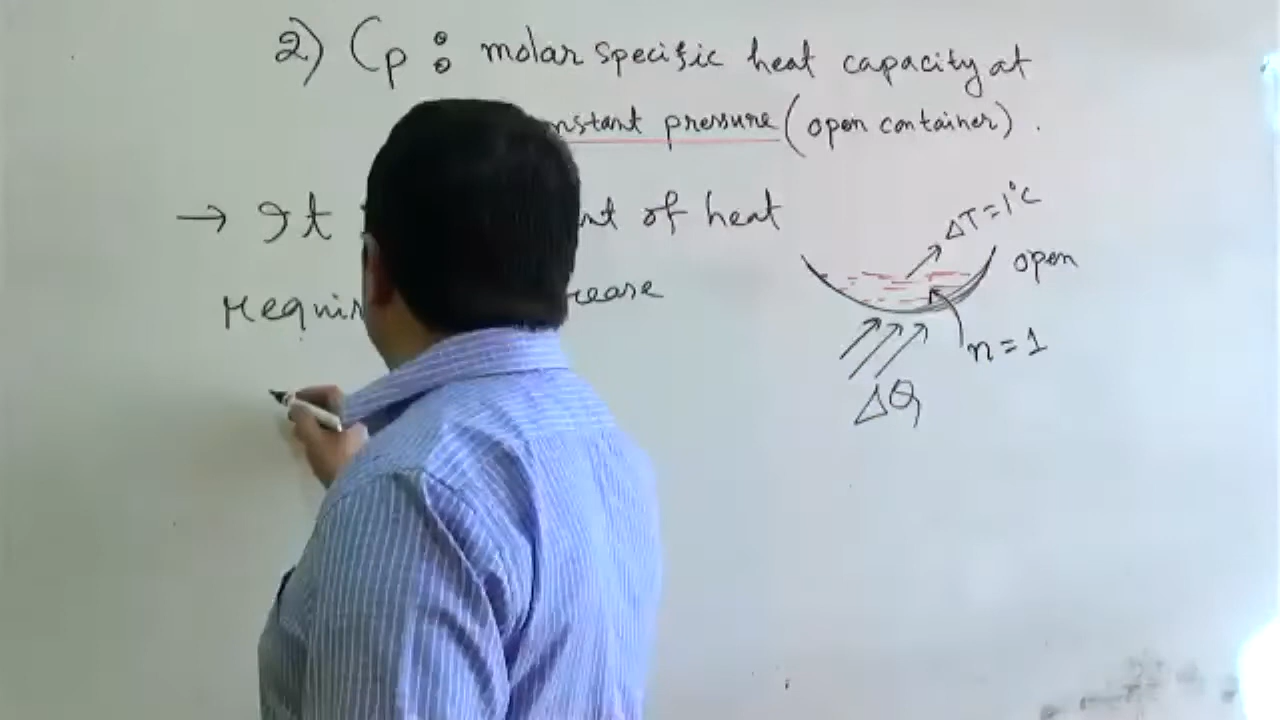 2) Cp : molar specific heat capacity at
nstant pressure (open container).
→ It nt of heat
requi rease
ΔT = 1°C
open
n = 1
ΔQ